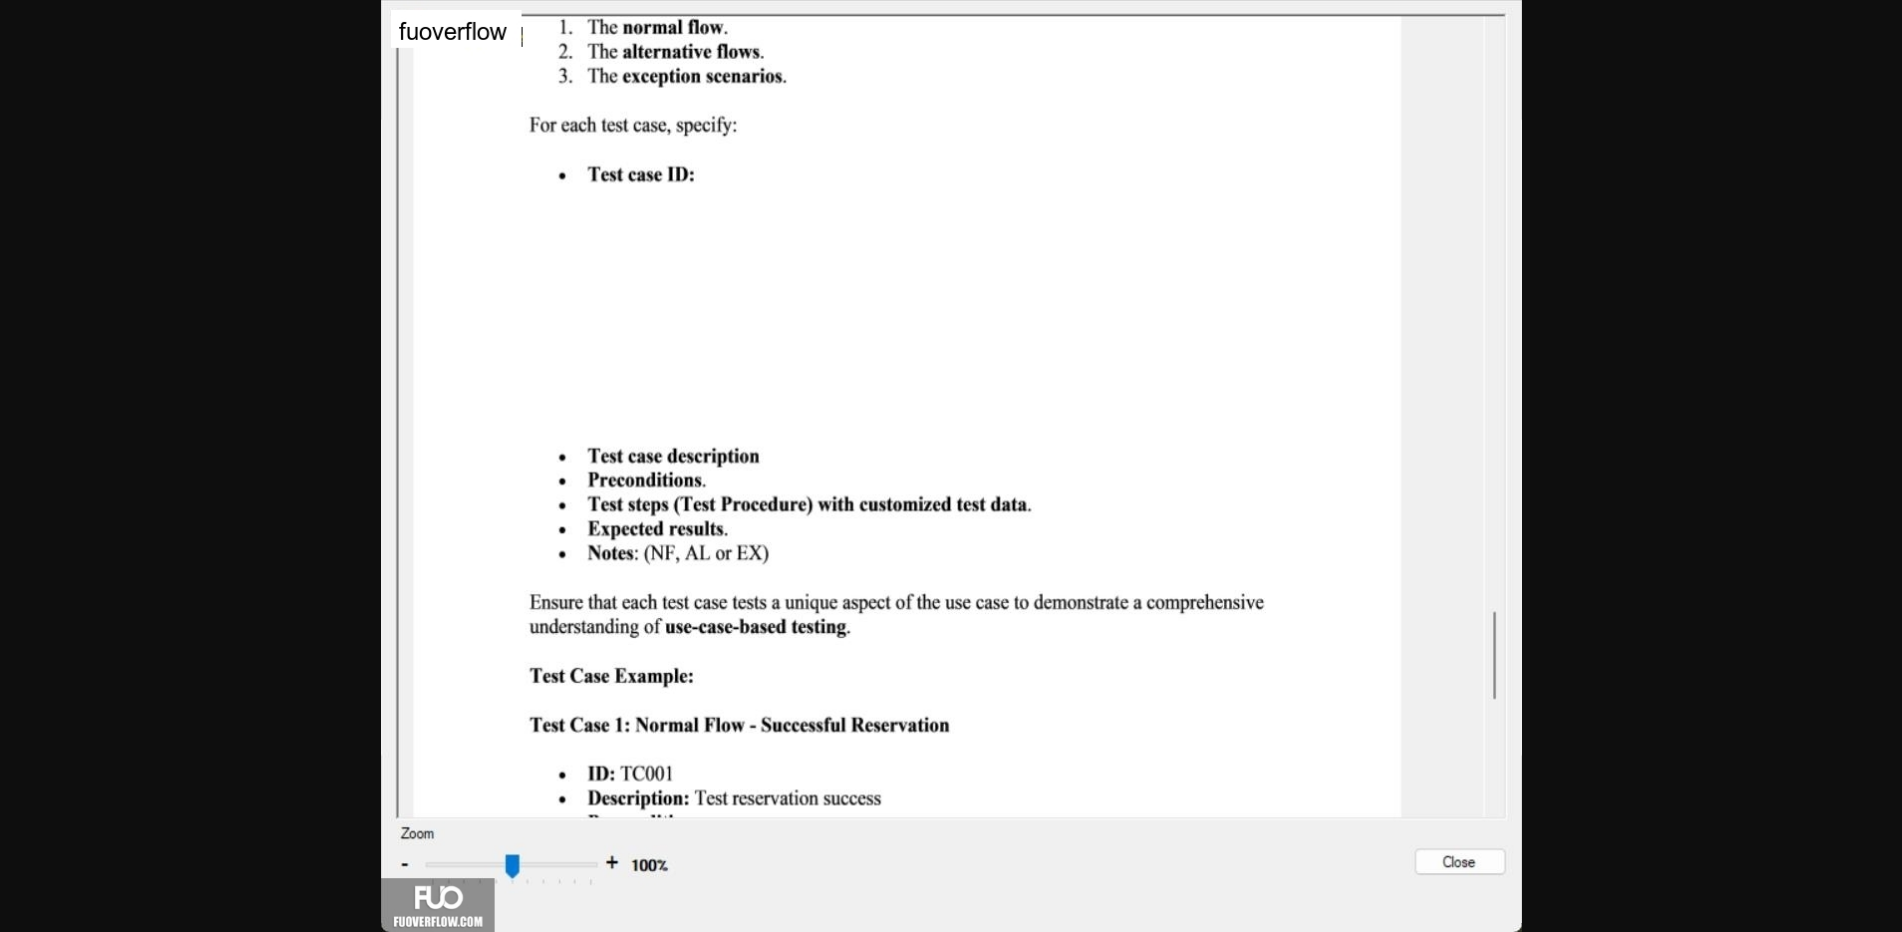 fuoverflow
1. The normal flow.
2. The alternative flows.
3. The exception scenarios.
For each test case, specify:
• Test case ID:
• Test case description
• Preconditions.
• Test steps (Test Procedure) with customized test data.
• Expected results.
• Notes: (NF, AL or EX)
Ensure that each test case tests a unique aspect of the use case to demonstrate a comprehensive
understanding of use-case-based testing.
Test Case Example:
Test Case 1: Normal Flow - Successful Reservation
• ID: TC001
• Description: Test reservation success
Zoom
- + 100%
Close
FUO
FUOVERFLOW.COM